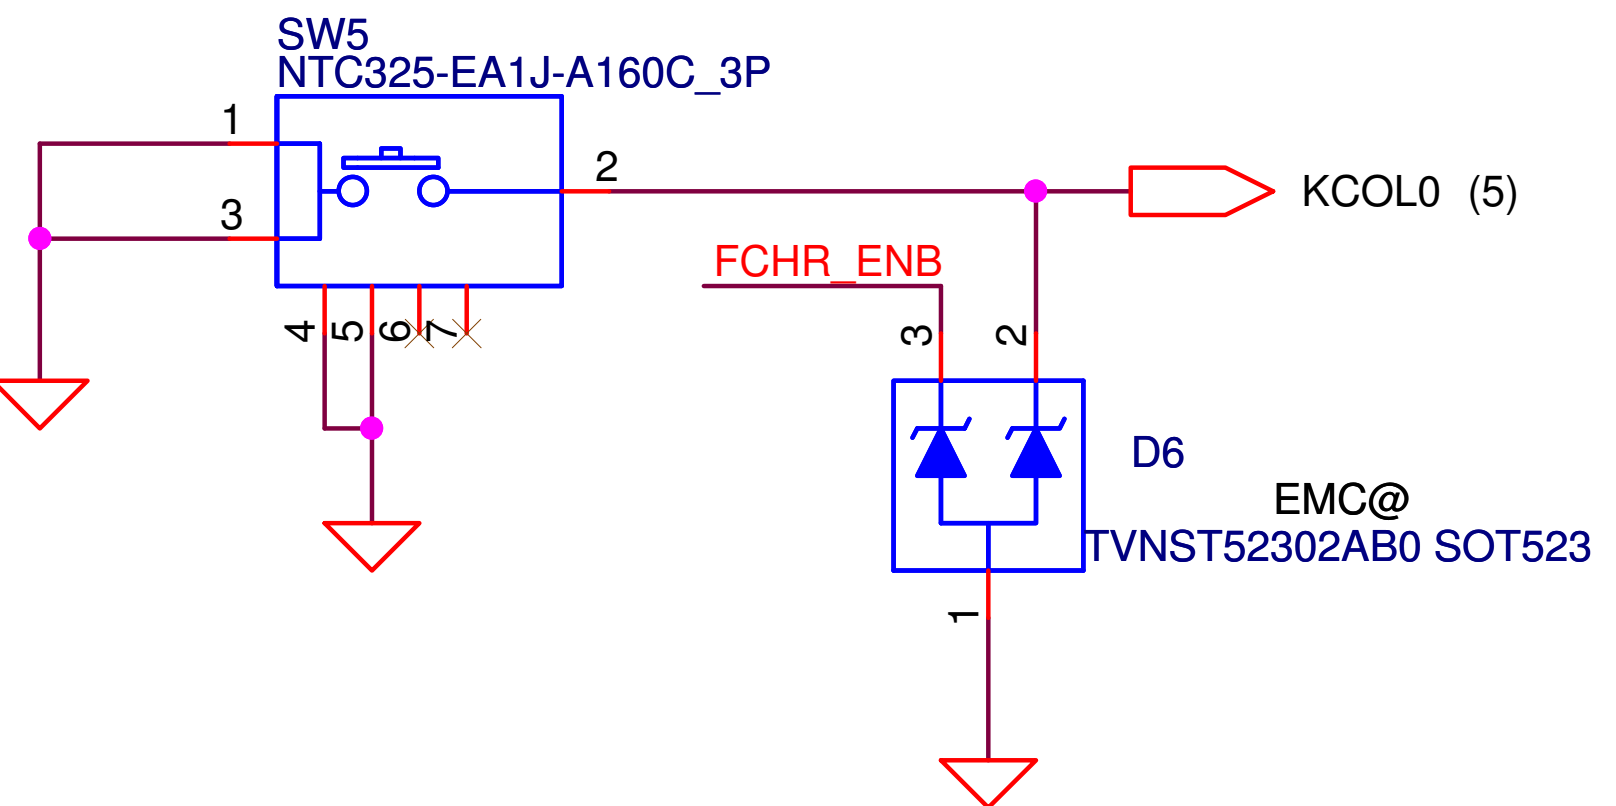 SW5
NTC325-EA1J-A160C_3P
1
2
KCOL0 (5)
3
FCHR_ENB
4
5
6
7
3
2
D6
EMC@
TVNST52302AB0 SOT523
1